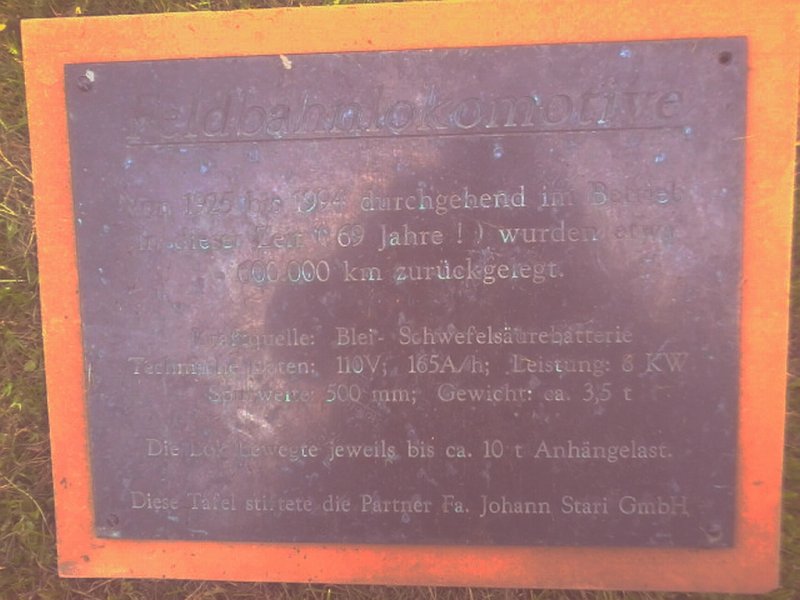 Feldbahnlokomotive
Von 1925 bis 1994 durchgehend im Betrieb
In dieser Zeit ( 69 Jahre ! ) wurden etwa
600.000 km zurückgelegt.
Kraftquelle: Blei- Schwefelsäurebatterie
Technische Daten: 110V; 165A/h; Leistung: 8 KW
Spurweite: 500 mm; Gewicht: ca. 3,5 t
Die Lok bewegte jeweils bis ca. 10 t Anhängelast.
Diese Tafel stiftete die Partner Fa. Johann Stari GmbH